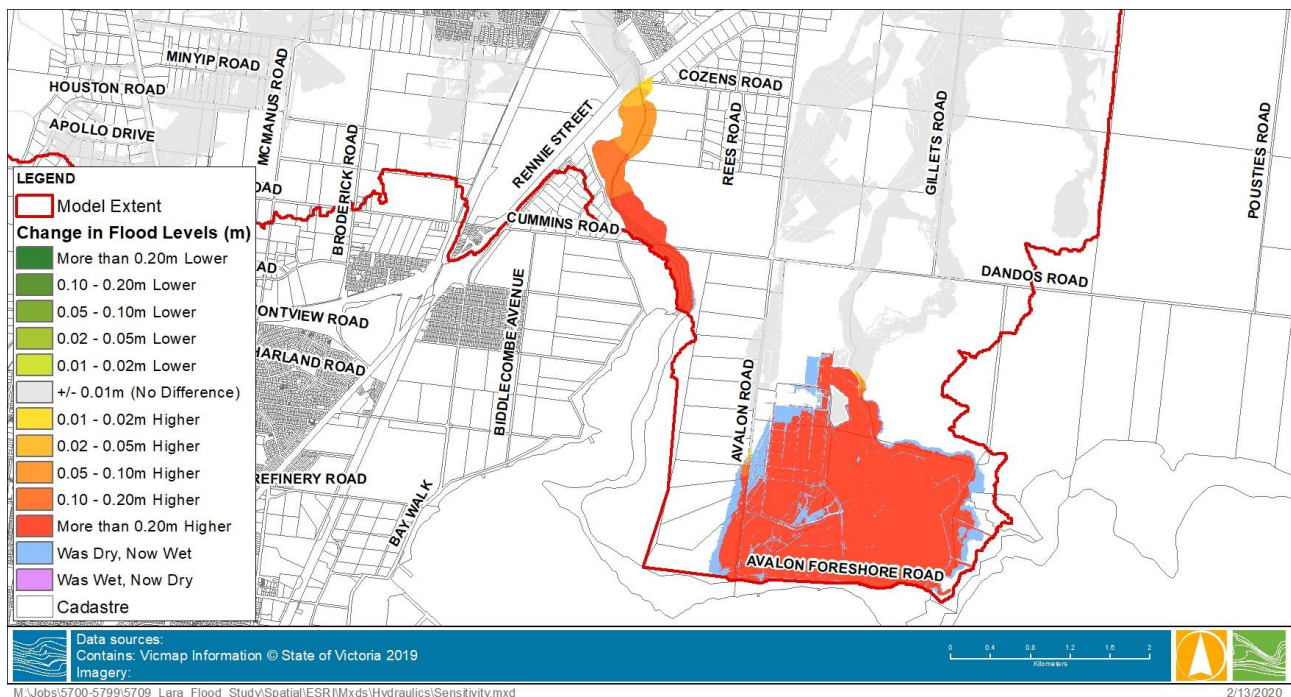 MINYIP ROAD
HOUSTON ROAD
APOLLO DRIVE
MCMANUS ROAD
BRODERICK ROAD
RENNIE STREET
COZENS ROAD
REES ROAD
GILLETS ROAD
POUSTIES ROAD
CUMMINS ROAD
DANDOS ROAD
OAD
OAD
ONTVIEW ROAD
HARLAND ROAD
BIDDLECOMBE AVENUE
REFINERY ROAD
BAY WALK
AVALON ROAD
AVALON FORESHORE ROAD
LEGEND
Model Extent
Change in Flood Levels (m)
More than 0.20m Lower
0.10 - 0.20m Lower
0.05 - 0.10m Lower
0.02 - 0.05m Lower
0.01 - 0.02m Lower
+/- 0.01m (No Difference)
0.01 - 0.02m Higher
0.02 - 0.05m Higher
0.05 - 0.10m Higher
0.10 - 0.20m Higher
More than 0.20m Higher
Was Dry, Now Wet
Was Wet, Now Dry
Cadastre
Data sources:
Contains: Vicmap Information © State of Victoria 2019
Imagery:
0 0.4 0.8 1.2 1.6 2
Kilometers
M:\Jobs\5700-5799\5709_Lara_Flood_Study\Spatial\ESRI\Mxds\Hydraulics\Sensitivity.mxd
2/13/2020